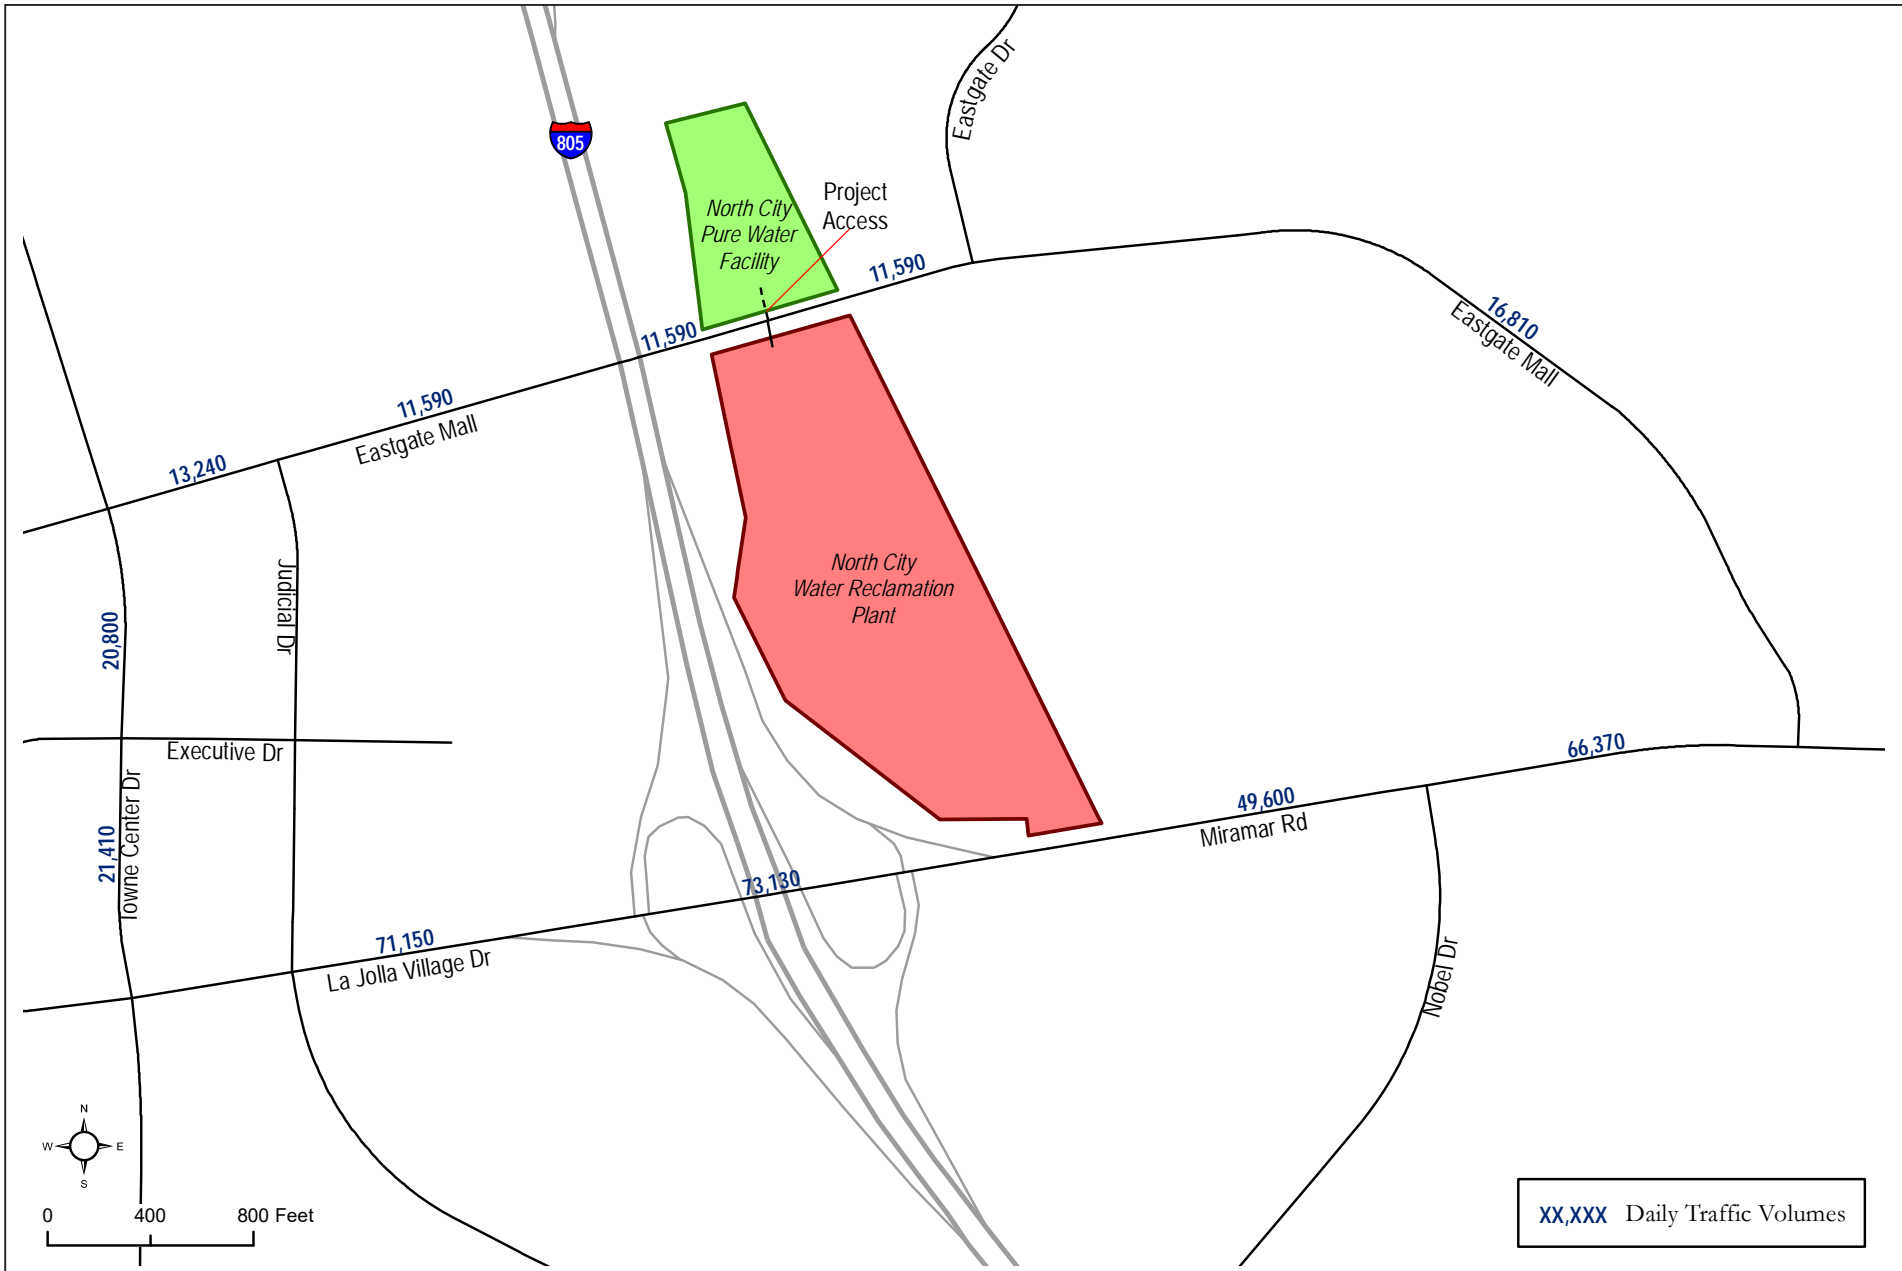 Eastgate Dr
805
Project
Access
North City
Pure Water
Facility
11,590
11,590
16,810
Eastgate Mall
11,590
Eastgate Mall
13,240
Judicial Dr
20,800
North City
Water Reclamation
Plant
Executive Dr
66,370
Towne Center Dr
21,410
49,600
Miramar Rd
73,130
71,150
La Jolla Village Dr
Nobel Dr
N
W E
S
0 400 800 Feet
XX,XXX Daily Traffic Volumes